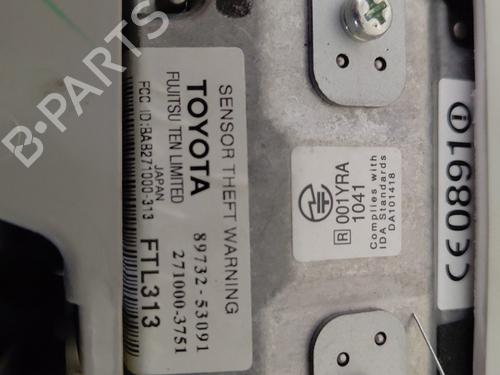 SENSOR THEFT WARNING
TOYOTA 89732-53091
FUJITSU TEN LIMITED 271000-3751
JAPAN
FCC ID:BAB271000-313 FTL313
R 001YRA
1041
Complies with
IDA Standards
DA101418
CE0891
B-PARTS